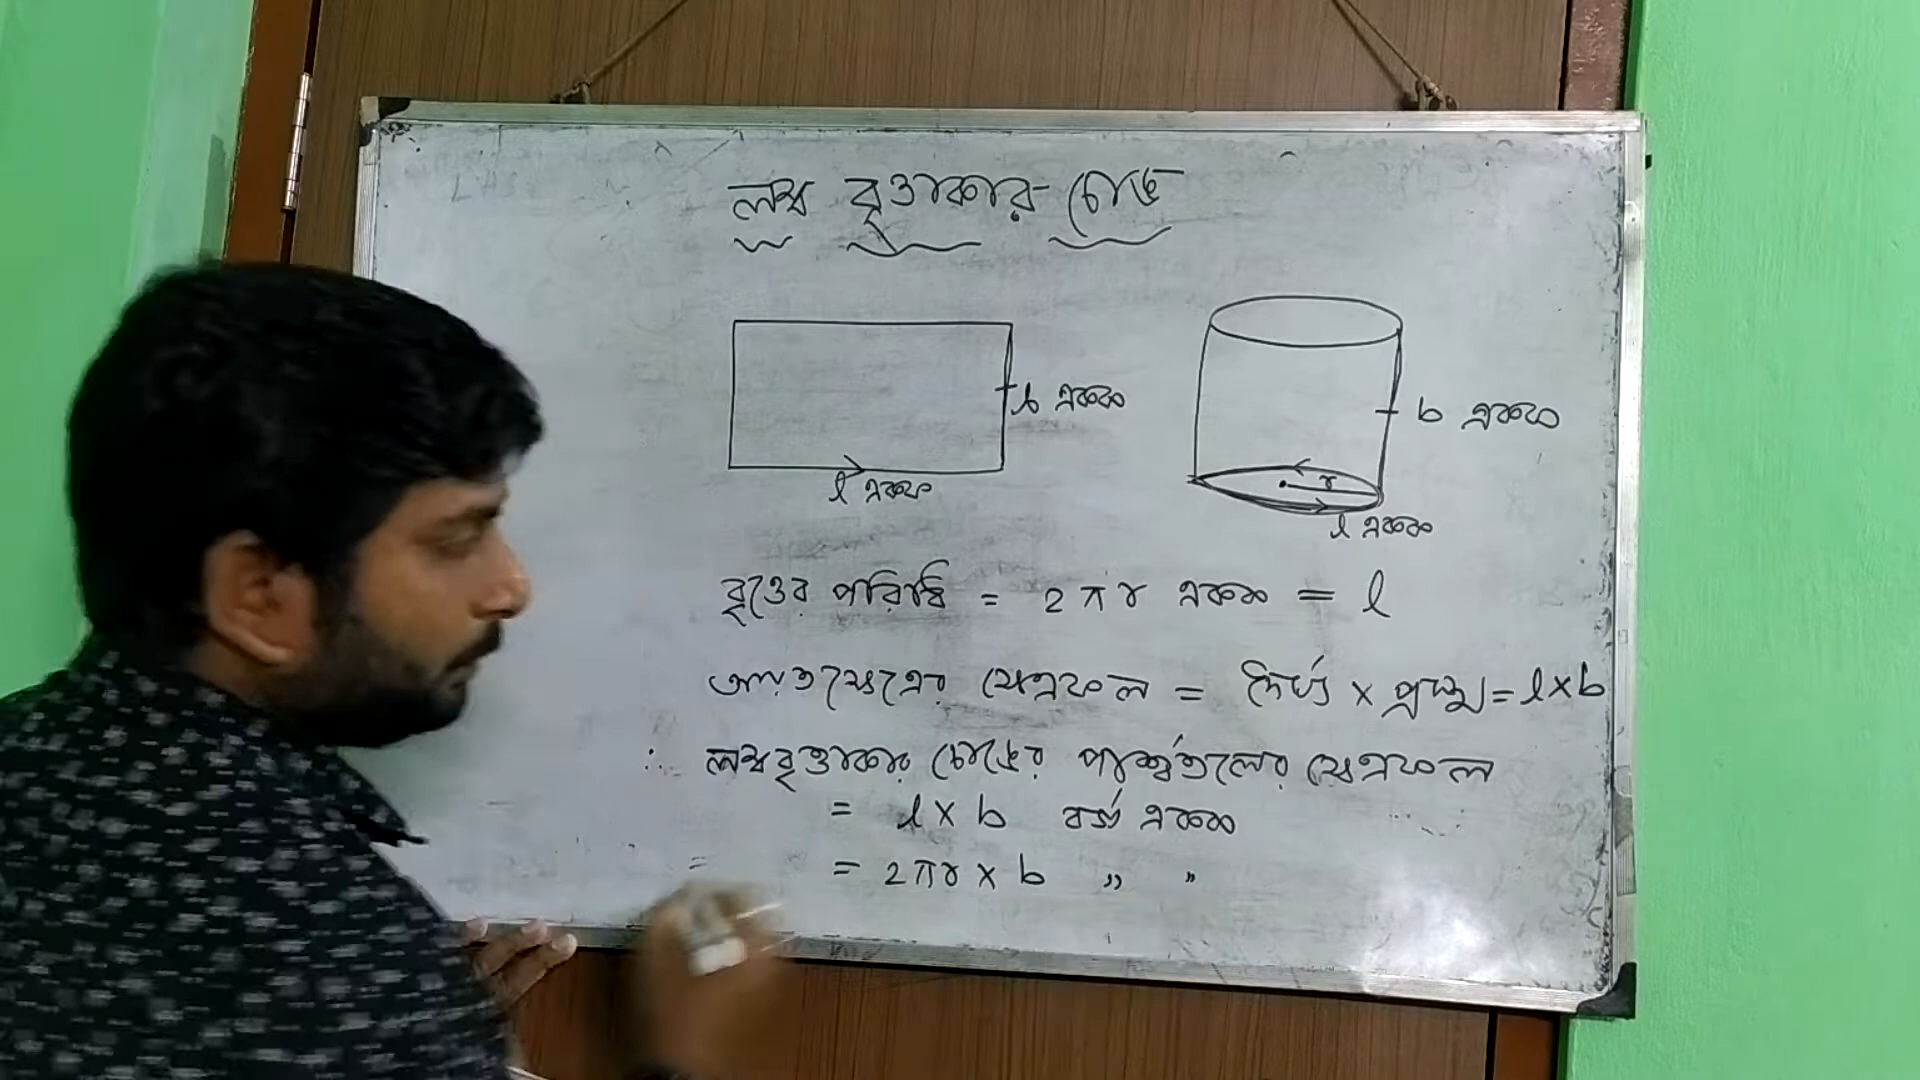 লম্ব বৃত্তাকার চোঙ
b একক
b একক
r
l একক
l একক
বৃত্তের পরিধি = 2πr একক = l
আয়তক্ষেত্রের ক্ষেত্রফল = দৈর্ঘ্য × প্রস্থ = l×b
∴ লম্ববৃত্তাকার চোঙের পার্শ্বতলের ক্ষেত্রফল
= l × b বর্গ একক
= 2πr × b " "
=